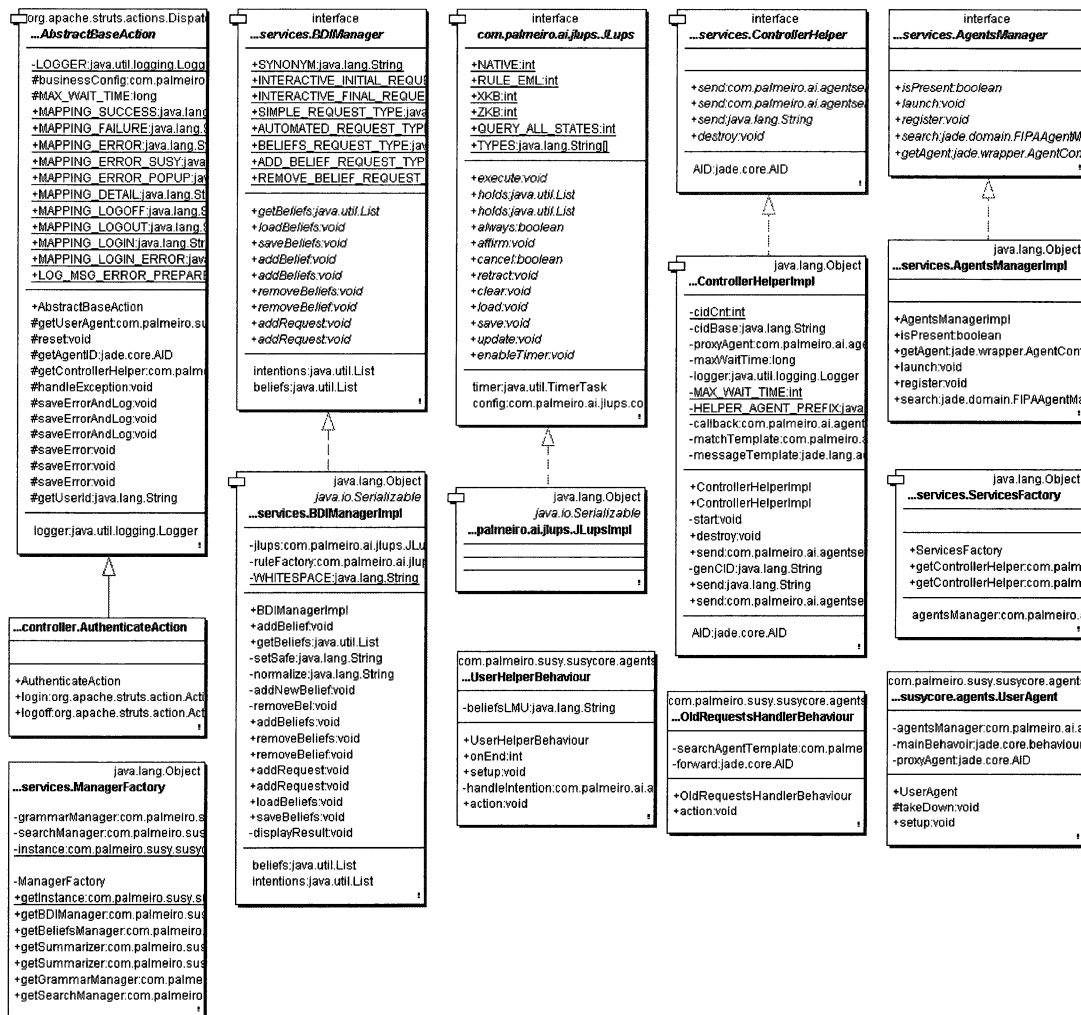 org.apache.struts.actions.Dispatc
...AbstractBaseAction
-LOGGER:java.util.logging.Logg
#businessConfig:com.palmeiro
#MAX_WAIT_TIME:long
+MAPPING_SUCCESS:java.lang
+MAPPING_FAILURE:java.lang.
+MAPPING_ERROR:java.lang.S
+MAPPING_ERROR_SUSY:java
+MAPPING_ERROR_POPUP:ja
+MAPPING_DETAIL:java.lang.St
+MAPPING_LOGOFF:java.lang.S
+MAPPING_LOGOUT:java.lang.
+MAPPING_LOGIN:java.lang.Str
+MAPPING_LOGIN_ERROR:java
+LOG_MSG_ERROR_PREPARE
+AbstractBaseAction
#getUserAgent:com.palmeiro.su
#reset:void
#getAgentID:jade.core.AID
#getControllerHelper:com.palm
#handleException:void
#saveErrorAndLog:void
#saveErrorAndLog:void
#saveErrorAndLog:void
#saveError:void
#saveError:void
#saveError:void
#getUserId:java.lang.String
logger:java.util.logging.Logger
...controller.AuthenticateAction
+AuthenticateAction
+login:org.apache.struts.action.Acti
+logoff:org.apache.struts.action.Act
java.lang.Object
...services.ManagerFactory
-grammarManager:com.palmeiro.s
-searchManager:com.palmeiro.sus
-instance:com.palmeiro.susy.susyc
-ManagerFactory
+getInstance:com.palmeiro.susy.s
+getBDIManager:com.palmeiro.sus
+getBeliefsManager:com.palmeiro.
+getSummarizer:com.palmeiro.sus
+getSummarizer:com.palmeiro.sus
+getGrammarManager:com.palme
+getSearchManager:com.palmeiro
interface
...services.BDIManager
+SYNONYM:java.lang.String
+INTERACTIVE_INITIAL_REQUE
+INTERACTIVE_FINAL_REQUE
+SIMPLE_REQUEST_TYPE:java
+AUTOMATED_REQUEST_TYP
+BELIEFS_REQUEST_TYPE:jav
+ADD_BELIEF_REQUEST_TYP
+REMOVE_BELIEF_REQUEST_
+getBeliefs:java.util.List
+loadBeliefs:void
+saveBeliefs:void
+addBelief:void
+addBeliefs:void
+removeBeliefs:void
+removeBelief:void
+addRequest:void
+addRequest:void
intentions:java.util.List
beliefs:java.util.List
java.lang.Object
java.io.Serializable
...services.BDIManagerImpl
-jlups:com.palmeiro.ai.jlups.JLu
-ruleFactory:com.palmeiro.ai.jlup
-WHITESPACE:java.lang.String
+BDIManagerImpl
+addBelief:void
+getBeliefs:java.util.List
-setSafe:java.lang.String
-normalize:java.lang.String
-addNewBelief:void
-removeBel:void
+addBeliefs:void
+removeBeliefs:void
+removeBelief:void
+addRequest:void
+addRequest:void
+loadBeliefs:void
+saveBeliefs:void
-displayResult:void
beliefs:java.util.List
intentions:java.util.List
interface
com.palmeiro.ai.jlups.JLups
+NATIVE:int
+RULE_EML:int
+XKB:int
+ZKB:int
+QUERY_ALL_STATES:int
+TYPES:java.lang.String[]
+execute:void
+holds:java.util.List
+holds:java.util.List
+always:boolean
+affirm:void
+cancel:boolean
+retract:void
+clear:void
+load:void
+save:void
+update:void
+enableTimer:void
timer:java.util.TimerTask
config:com.palmeiro.ai.jlups.co
java.lang.Object
java.io.Serializable
...palmeiro.ai.jlups.JLupsImpl
com.palmeiro.susy.susycore.agents
...UserHelperBehaviour
-beliefsLMU:java.lang.String
+UserHelperBehaviour
+onEnd:int
+setup:void
-handleIntention:com.palmeiro.ai.a
+action:void
interface
...services.ControllerHelper
+send:com.palmeiro.ai.agentse
+send:com.palmeiro.ai.agentse
+send:java.lang.String
+destroy:void
AID:jade.core.AID
java.lang.Object
...ControllerHelperImpl
-cidCnt:int
-cidBase:java.lang.String
-proxyAgent:com.palmeiro.ai.age
-maxWaitTime:long
-logger:java.util.logging.Logger
-MAX_WAIT_TIME:int
-HELPER_AGENT_PREFIX:java
-callback:com.palmeiro.ai.agent
-matchTemplate:com.palmeiro.
-messageTemplate:jade.lang.a
+ControllerHelperImpl
+ControllerHelperImpl
-start:void
+destroy:void
+send:com.palmeiro.ai.agentse
-genCID:java.lang.String
+send:java.lang.String
+send:com.palmeiro.ai.agentse
AID:jade.core.AID
com.palmeiro.susy.susycore.agents
...OldRequestsHandlerBehaviour
-searchAgentTemplate:com.palme
-forward:jade.core.AID
+OldRequestsHandlerBehaviour
+action:void
interface
...services.AgentsManager
+isPresent:boolean
+launch:void
+register:void
+search:jade.domain.FIPAAgentM
+getAgent:jade.wrapper.AgentCon
java.lang.Object
...services.AgentsManagerImpl
+AgentsManagerImpl
+isPresent:boolean
+getAgent:jade.wrapper.AgentCont
+launch:void
+register:void
+search:jade.domain.FIPAAgentMa
java.lang.Object
...services.ServicesFactory
+ServicesFactory
+getControllerHelper:com.palm
+getControllerHelper:com.palm
agentsManager:com.palmeiro.
com.palmeiro.susy.susycore.agents
...susycore.agents.UserAgent
-agentsManager:com.palmeiro.ai.a
-mainBehavoir:jade.core.behaviour
-proxyAgent:jade.core.AID
+UserAgent
#takeDown:void
+setup:void